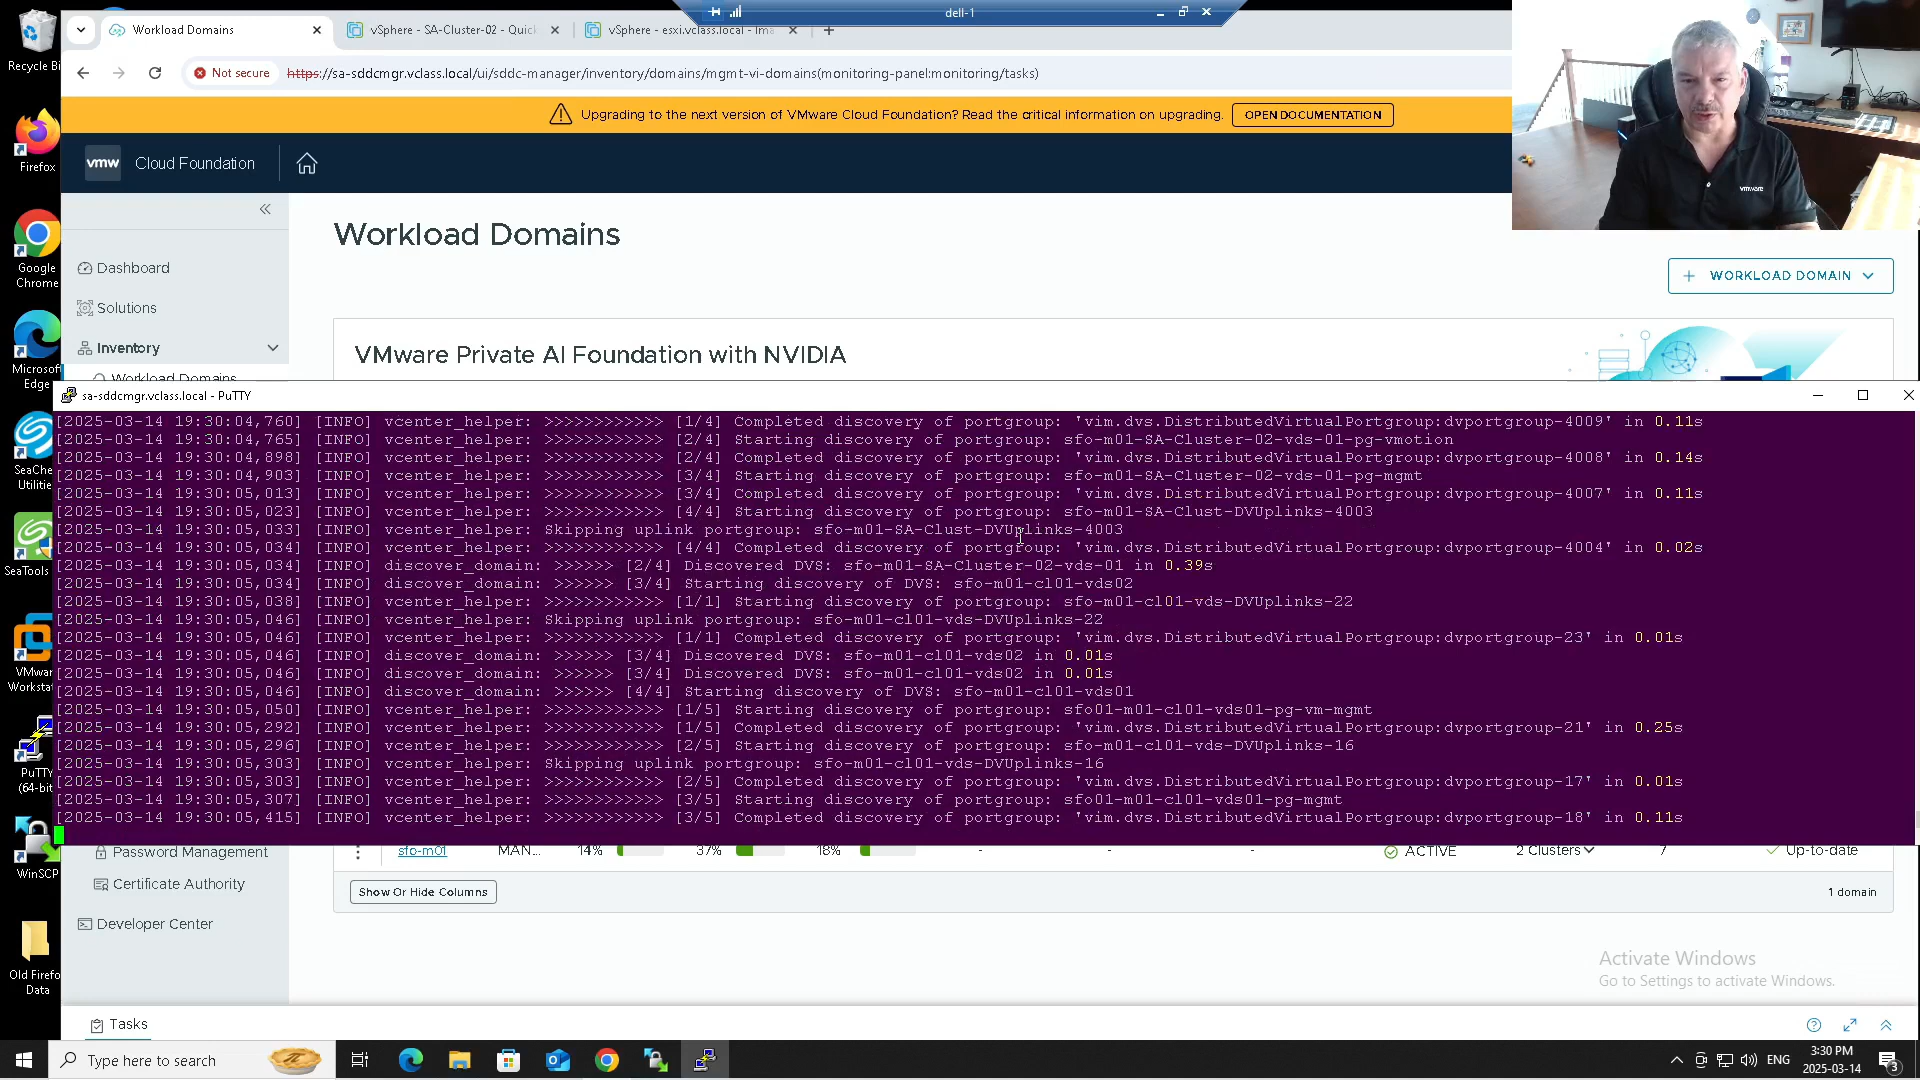 dell-1
Recycle Bi
Workload Domains
vSphere - SA-Cluster-02 - Quick
vSphere - esxi.vclass.local - Ima
Not secure
https://sa-sddcmgr.vclass.local/ui/sddc-manager/inventory/domains/mgmt-vi-domains(monitoring-panel:monitoring/tasks)
Upgrading to the next version of VMware Cloud Foundation? Read the critical information on upgrading.
OPEN DOCUMENTATION
Firefox
vmw
Cloud Foundation
vmware
Google
Chrome
Workload Domains
Dashboard
WORKLOAD DOMAIN
Solutions
Inventory
VMware Private AI Foundation with NVIDIA
Microsof
Edge
Workload Domains
sa-sddcmgr.vclass.local - PuTTY
[2025-03-14 19:30:04,760] [INFO] vcenter_helper: >>>>>>>>>>>> [1/4] Completed discovery of portgroup: 'vim.dvs.DistributedVirtualPortgroup:dvportgroup-4009' in 0.11s
[2025-03-14 19:30:04,765] [INFO] vcenter_helper: >>>>>>>>>>>> [2/4] Starting discovery of portgroup: sfo-m01-SA-Cluster-02-vds-01-pg-vmotion
[2025-03-14 19:30:04,898] [INFO] vcenter_helper: >>>>>>>>>>>> [2/4] Completed discovery of portgroup: 'vim.dvs.DistributedVirtualPortgroup:dvportgroup-4008' in 0.14s
[2025-03-14 19:30:04,903] [INFO] vcenter_helper: >>>>>>>>>>>> [3/4] Starting discovery of portgroup: sfo-m01-SA-Cluster-02-vds-01-pg-mgmt
[2025-03-14 19:30:05,013] [INFO] vcenter_helper: >>>>>>>>>>>> [3/4] Completed discovery of portgroup: 'vim.dvs.DistributedVirtualPortgroup:dvportgroup-4007' in 0.11s
[2025-03-14 19:30:05,023] [INFO] vcenter_helper: >>>>>>>>>>>> [4/4] Starting discovery of portgroup: sfo-m01-SA-Clust-DVUplinks-4003
[2025-03-14 19:30:05,033] [INFO] vcenter_helper: Skipping uplink portgroup: sfo-m01-SA-Clust-DVUplinks-4003
[2025-03-14 19:30:05,034] [INFO] vcenter_helper: >>>>>>>>>>>> [4/4] Completed discovery of portgroup: 'vim.dvs.DistributedVirtualPortgroup:dvportgroup-4004' in 0.02s
[2025-03-14 19:30:05,034] [INFO] discover_domain: >>>>>> [2/4] Discovered DVS: sfo-m01-SA-Cluster-02-vds-01 in 0.39s
[2025-03-14 19:30:05,034] [INFO] discover_domain: >>>>>> [3/4] Starting discovery of DVS: sfo-m01-cl01-vds02
[2025-03-14 19:30:05,038] [INFO] vcenter_helper: >>>>>>>>>>>> [1/1] Starting discovery of portgroup: sfo-m01-cl01-vds-DVUplinks-22
[2025-03-14 19:30:05,046] [INFO] vcenter_helper: Skipping uplink portgroup: sfo-m01-cl01-vds-DVUplinks-22
[2025-03-14 19:30:05,046] [INFO] vcenter_helper: >>>>>>>>>>>> [1/1] Completed discovery of portgroup: 'vim.dvs.DistributedVirtualPortgroup:dvportgroup-23' in 0.01s
[2025-03-14 19:30:05,046] [INFO] discover_domain: >>>>>> [3/4] Discovered DVS: sfo-m01-cl01-vds02 in 0.01s
[2025-03-14 19:30:05,046] [INFO] discover_domain: >>>>>> [3/4] Discovered DVS: sfo-m01-cl01-vds02 in 0.01s
[2025-03-14 19:30:05,046] [INFO] discover_domain: >>>>>> [4/4] Starting discovery of DVS: sfo-m01-cl01-vds01
[2025-03-14 19:30:05,050] [INFO] vcenter_helper: >>>>>>>>>>>> [1/5] Starting discovery of portgroup: sfo01-m01-cl01-vds01-pg-vm-mgmt
[2025-03-14 19:30:05,292] [INFO] vcenter_helper: >>>>>>>>>>>> [1/5] Completed discovery of portgroup: 'vim.dvs.DistributedVirtualPortgroup:dvportgroup-21' in 0.25s
[2025-03-14 19:30:05,296] [INFO] vcenter_helper: >>>>>>>>>>>> [2/5] Starting discovery of portgroup: sfo-m01-cl01-vds-DVUplinks-16
[2025-03-14 19:30:05,303] [INFO] vcenter_helper: Skipping uplink portgroup: sfo-m01-cl01-vds-DVUplinks-16
[2025-03-14 19:30:05,303] [INFO] vcenter_helper: >>>>>>>>>>>> [2/5] Completed discovery of portgroup: 'vim.dvs.DistributedVirtualPortgroup:dvportgroup-17' in 0.01s
[2025-03-14 19:30:05,307] [INFO] vcenter_helper: >>>>>>>>>>>> [3/5] Starting discovery of portgroup: sfo01-m01-cl01-vds01-pg-mgmt
[2025-03-14 19:30:05,415] [INFO] vcenter_helper: >>>>>>>>>>>> [3/5] Completed discovery of portgroup: 'vim.dvs.DistributedVirtualPortgroup:dvportgroup-18' in 0.11s
SeaChe
Utilitie
SeaTools
VMwar
Workstat
PuTTY
(64-bit
WinSCP
Old Firefo
Data
sfo-m01
MAN...
14%
37%
18%
-
-
-
ACTIVE
2 Clusters
7
Up-to-date
Password Management
Certificate Authority
Developer Center
Show Or Hide Columns
1 domain
Activate Windows
Go to Settings to activate Windows.
Tasks
Type here to search
ENG
3:30 PM
2025-03-14
3